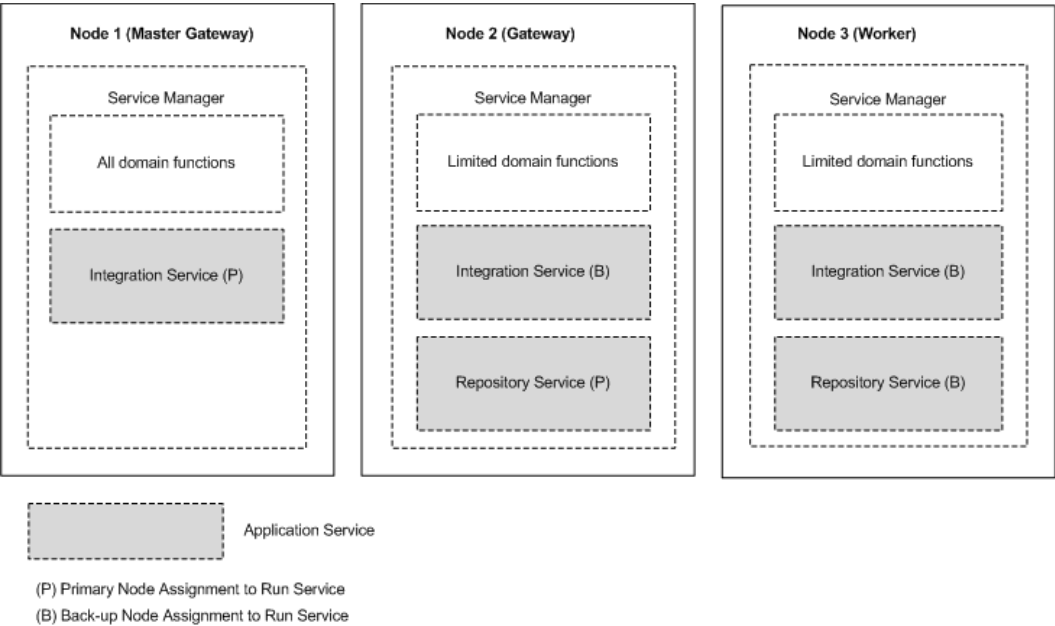 Node 1 (Master Gateway)
Service Manager
All domain functions
Integration Service (P)
Node 2 (Gateway)
Service Manager
Limited domain functions
Integration Service (B)
Repository Service (P)
Node 3 (Worker)
Service Manager
Limited domain functions
Integration Service (B)
Repository Service (B)
Application Service
(P) Primary Node Assignment to Run Service
(B) Back-up Node Assignment to Run Service